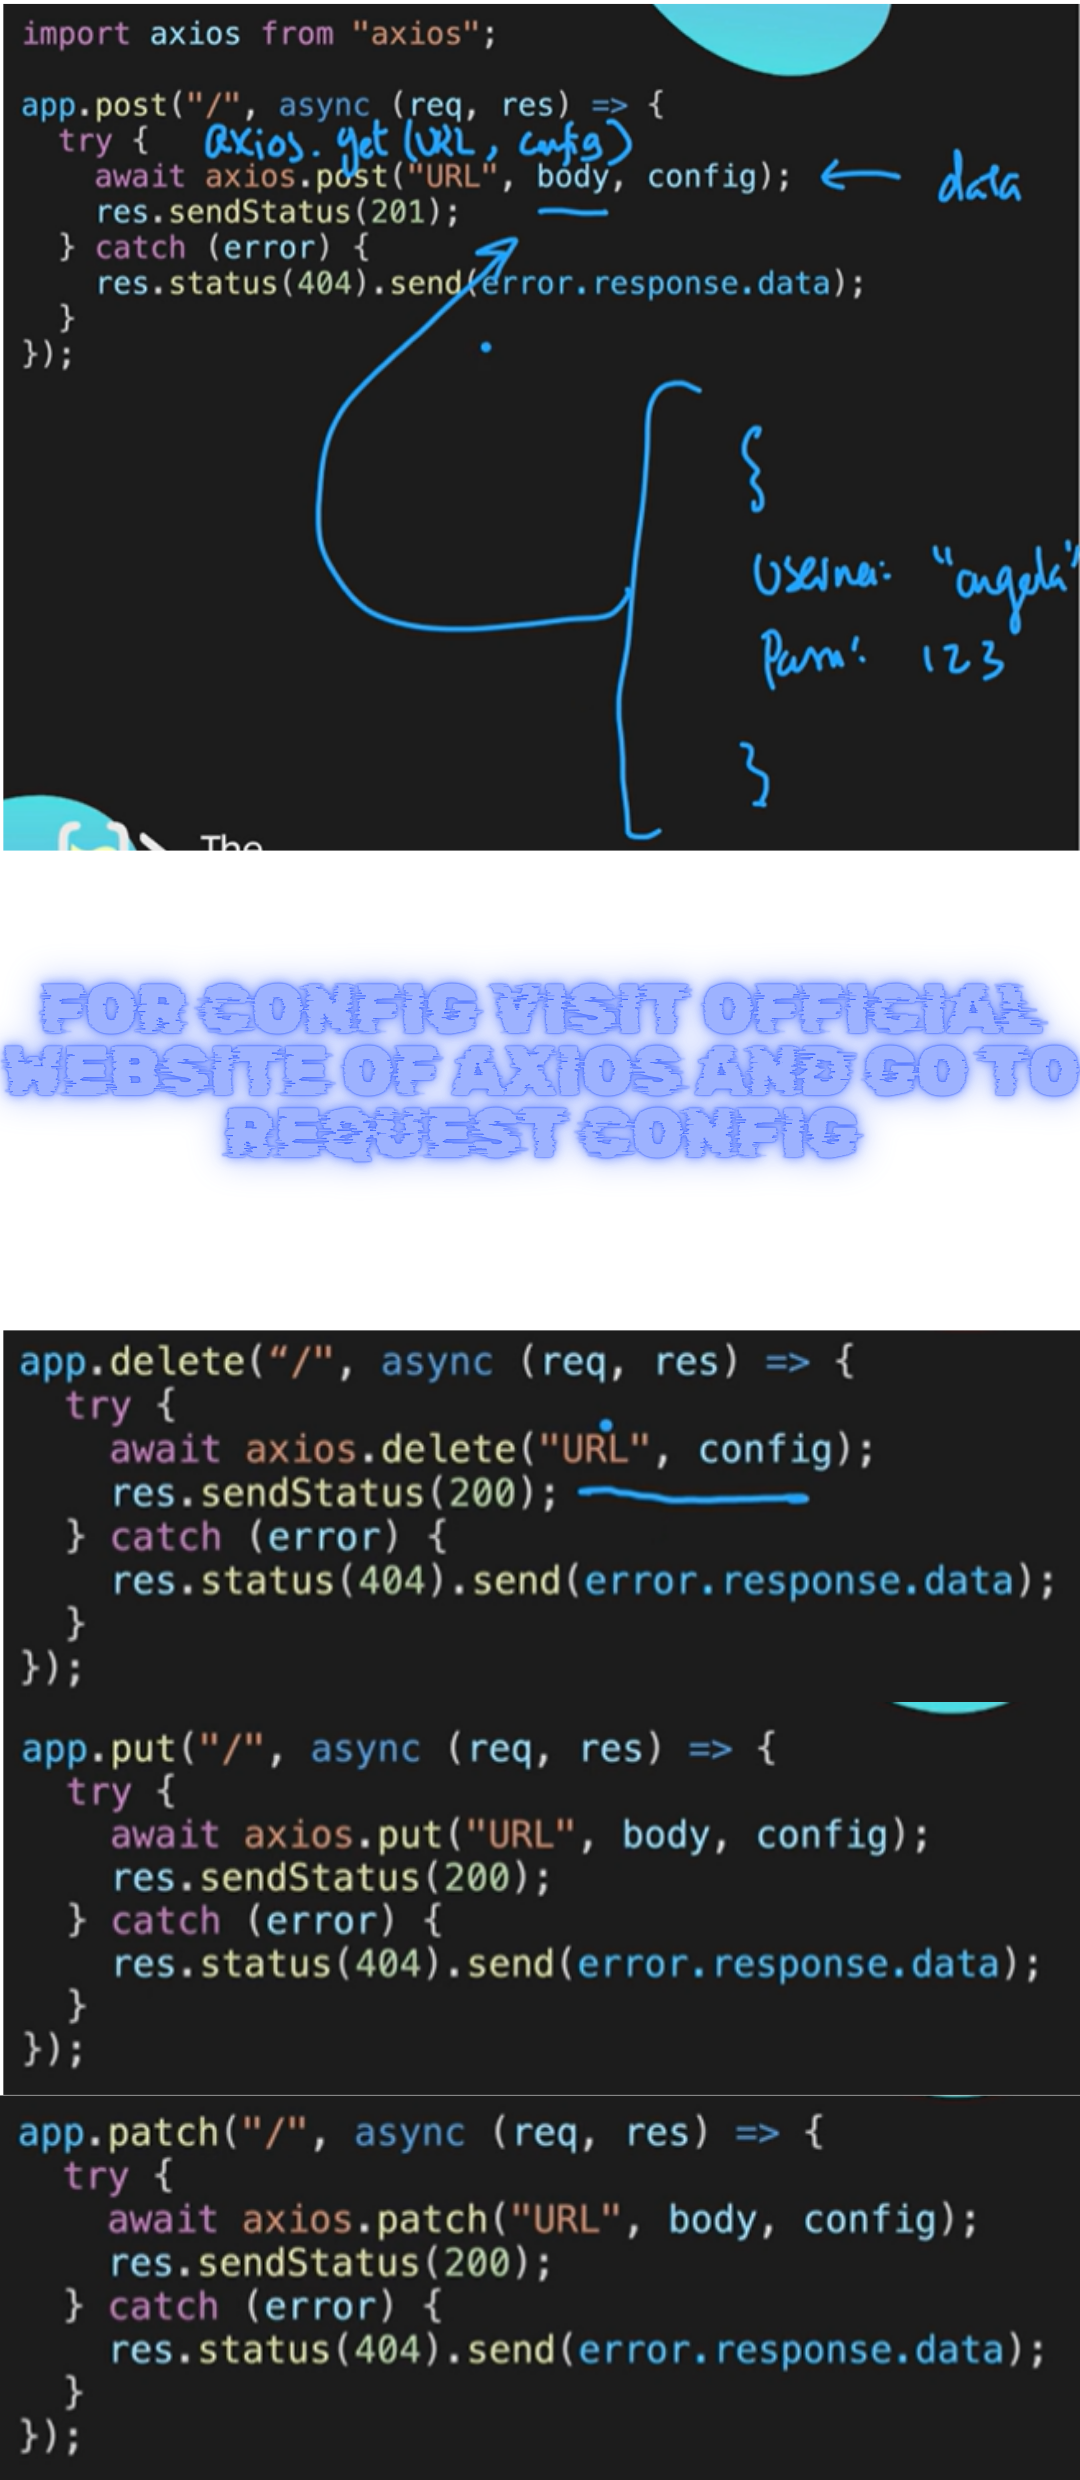 import axios from "axios";
app.post("/", async (req, res) => {
try {
axios.get (URL, config)
await axios.post("URL", body, config);
data
res.sendStatus(201);
} catch (error) {
res.status(404).send(error.response.data);
}
});
{
"angela"
123
}
The
FOR CONFIG VISIT OFFICIAL
WEBSITE OF AXIOS AND GO TO
REQUEST CONFIG
app.delete(“/", async (req, res) => {
try {
await axios.delete("URL", config);
res.sendStatus(200);
} catch (error) {
res.status(404).send(error.response.data);
}
});
app.put("/", async (req, res) => {
try {
await axios.put("URL", body, config);
res.sendStatus(200);
} catch (error) {
res.status(404).send(error.response.data);
}
});
app.patch("/", async (req, res) => {
try {
await axios.patch("URL", body, config);
res.sendStatus(200);
} catch (error) {
res.status(404).send(error.response.data);
}
});